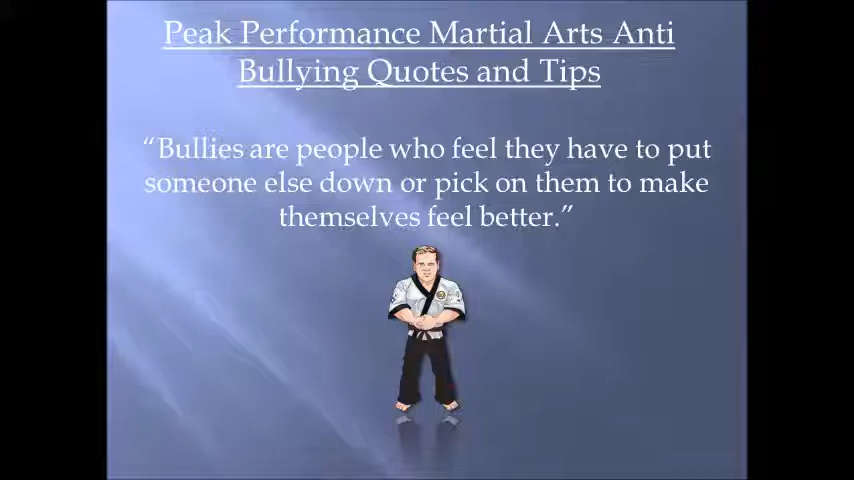 Peak Performance Martial Arts Anti
Bullying Quotes and Tips
“Bullies are people who feel they have to put
someone else down or pick on them to make
themselves feel better.”